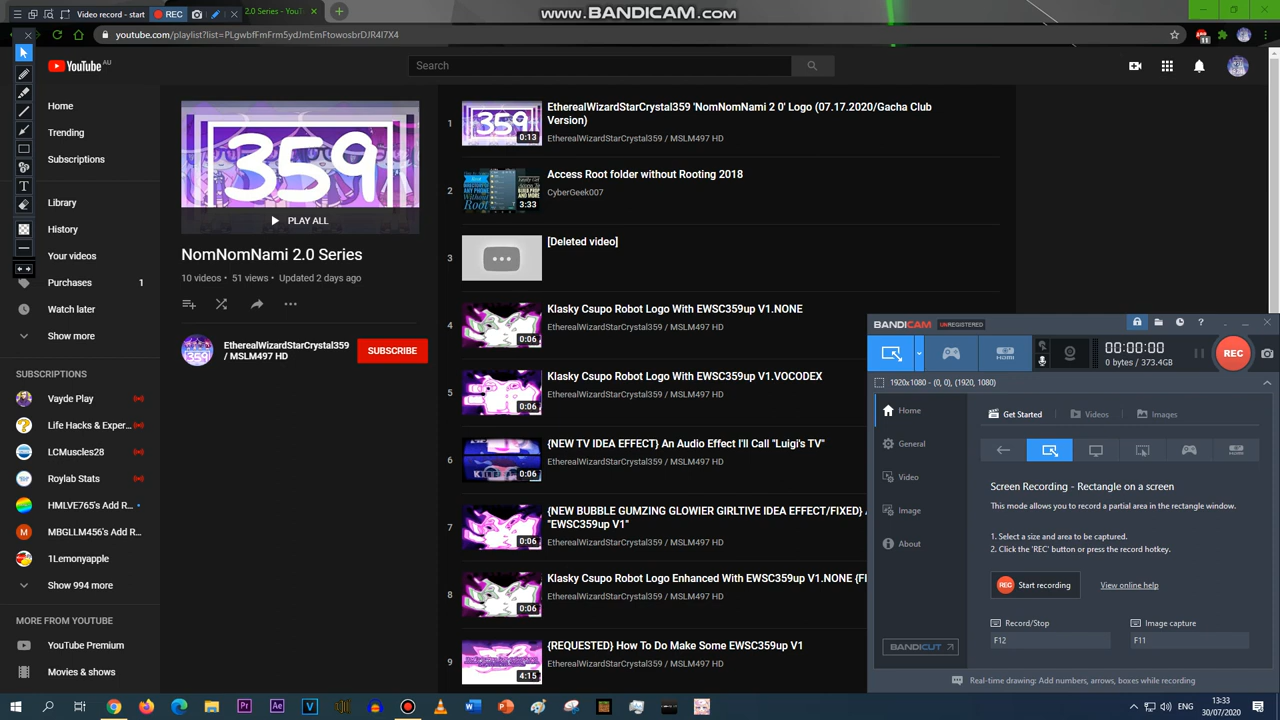 Video record - start
REC
2.0 Series - YouT
www.BANDICAM.com
youtube.com/playlist?list=PLgwbfFmFrm5ydJmEmFtowosbrDJR4I7X4
11
YouTube AU
Search
Home
Trending
Subscriptions
Library
History
Your videos
Purchases 1
Watch later
Show more
SUBSCRIPTIONS
Vayde Play
Life Hacks & Exper...
LCMuscles28
Roylab Stats
HMLVE765's Add R...
MBGLLM456's Add R...
1Lemonyapple
Show 994 more
MORE FROM YOUTUBE
YouTube Premium
Movies & shows
359
PLAY ALL
NomNomNami 2.0 Series
10 videos • 51 views • Updated 2 days ago
EtherealWizardStarCrystal359
/ MSLM497 HD
SUBSCRIBE
1
359
0:13
EtherealWizardStarCrystal359 'NomNomNami 2 0' Logo (07.17.2020/Gacha Club
Version)
EtherealWizardStarCrystal359 / MSLM497 HD
2
3:33
Access Root folder without Rooting 2018
CyberGeek007
3
[Deleted video]
4
0:06
Klasky Csupo Robot Logo With EWSC359up V1.NONE
EtherealWizardStarCrystal359 / MSLM497 HD
5
0:06
Klasky Csupo Robot Logo With EWSC359up V1.VOCODEX
EtherealWizardStarCrystal359 / MSLM497 HD
6
0:06
{NEW TV IDEA EFFECT} An Audio Effect I'll Call "Luigi's TV"
EtherealWizardStarCrystal359 / MSLM497 HD
7
0:06
{NEW BUBBLE GUMZING GLOWIER GIRLTIVE IDEA EFFECT/FIXED} A
"EWSC359up V1"
EtherealWizardStarCrystal359 / MSLM497 HD
8
0:06
Klasky Csupo Robot Logo Enhanced With EWSC359up V1.NONE {FI
EtherealWizardStarCrystal359 / MSLM497 HD
9
4:15
{REQUESTED} How To Do Make Some EWSC359up V1
EtherealWizardStarCrystal359 / MSLM497 HD
BANDICAM UNREGISTERED
HDMI
00:00:00
0 bytes / 373.4GB
REC
1920x1080 - (0, 0), (1920, 1080)
Home
General
Video
Image
About
BANDICUT
Get Started
Videos
Images
Screen Recording - Rectangle on a screen
This mode allows you to record a partial area in the rectangle window.
1. Select a size and area to be captured.
2. Click the 'REC' button or press the record hotkey.
REC Start recording
View online help
Record/Stop
Image capture
F12
F11
Real-time drawing: Add numbers, arrows, boxes while recording
Pr
Ae
V
ENG
13:33
30/07/2020